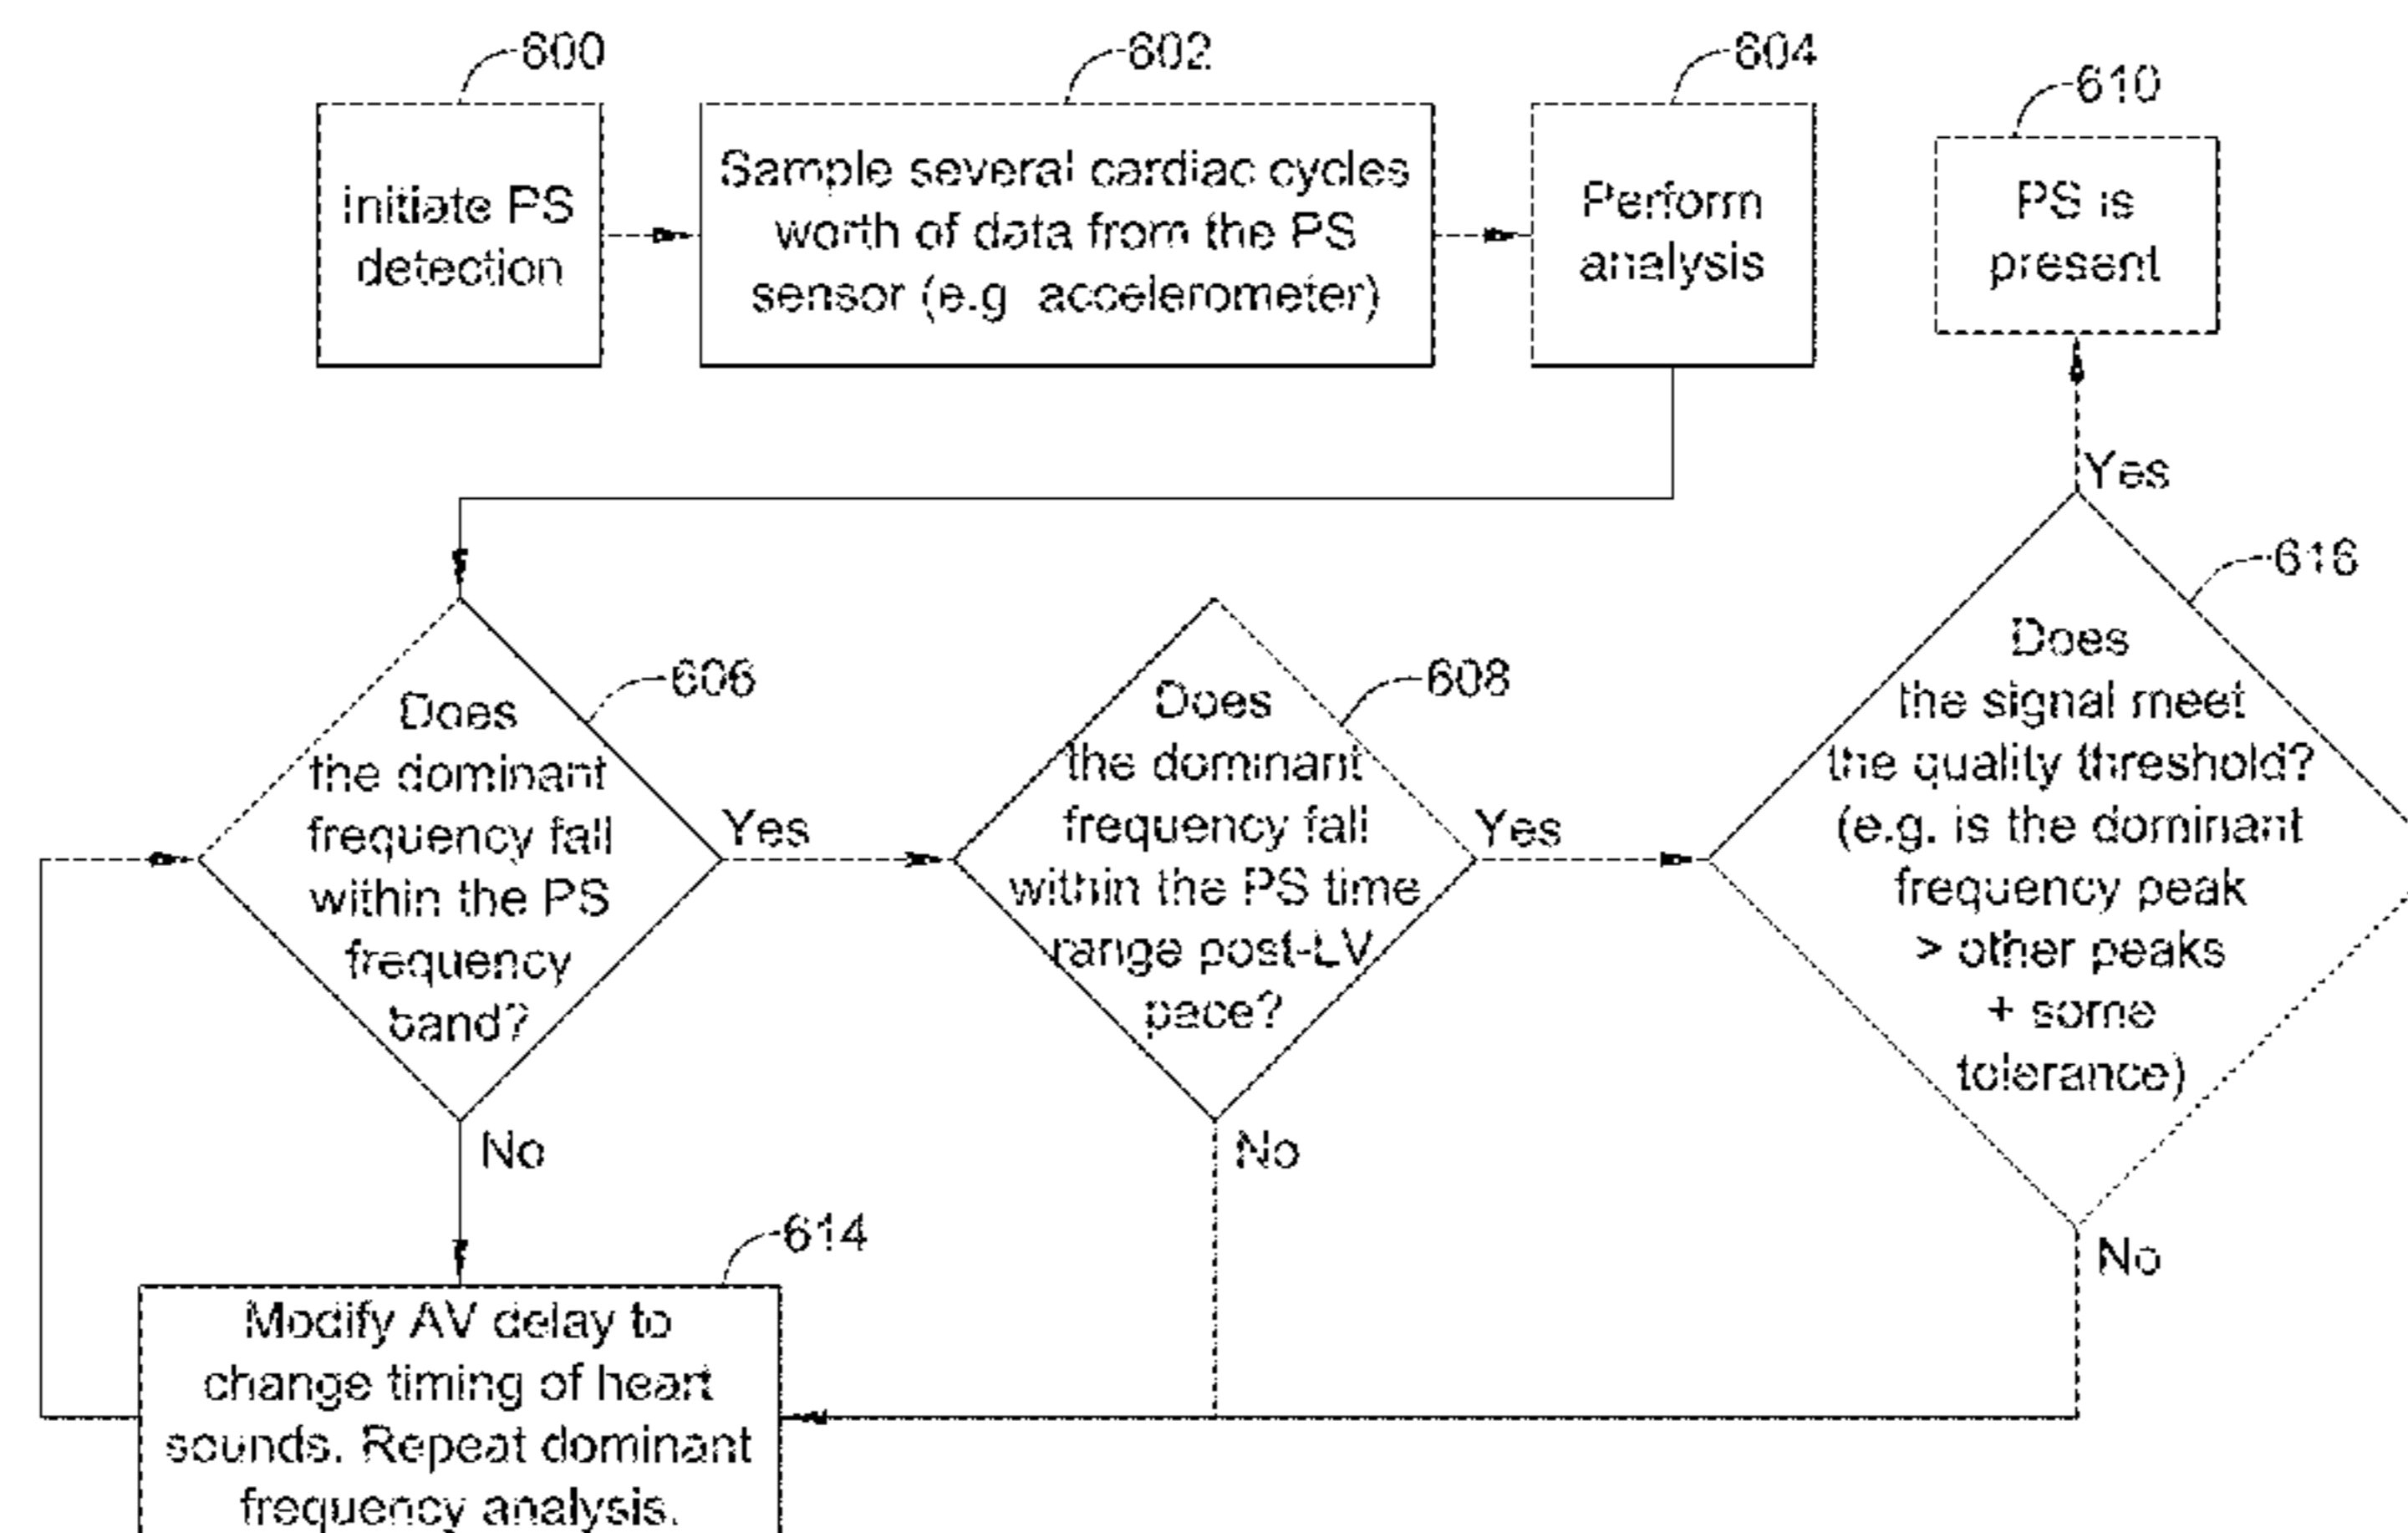 600
Initiate PS
detection
602
Sample several cardiac cycles
worth of data from the PS
sensor (e.g. accelerometer)
604
Perform
analysis
610
PS is
present
606
Does
the dominant
frequency fall
within the PS
frequency
band?
Yes
No
608
Does
the dominant
frequency fall
within the PS time
range post-LV
pace?
Yes
No
616
Does
the signal meet
the quality threshold?
(e.g. is the dominant
frequency peak
> other peaks
+ some
tolerance)
Yes
No
614
Modify AV delay to
change timing of heart
sounds. Repeat dominant
frequency analysis.